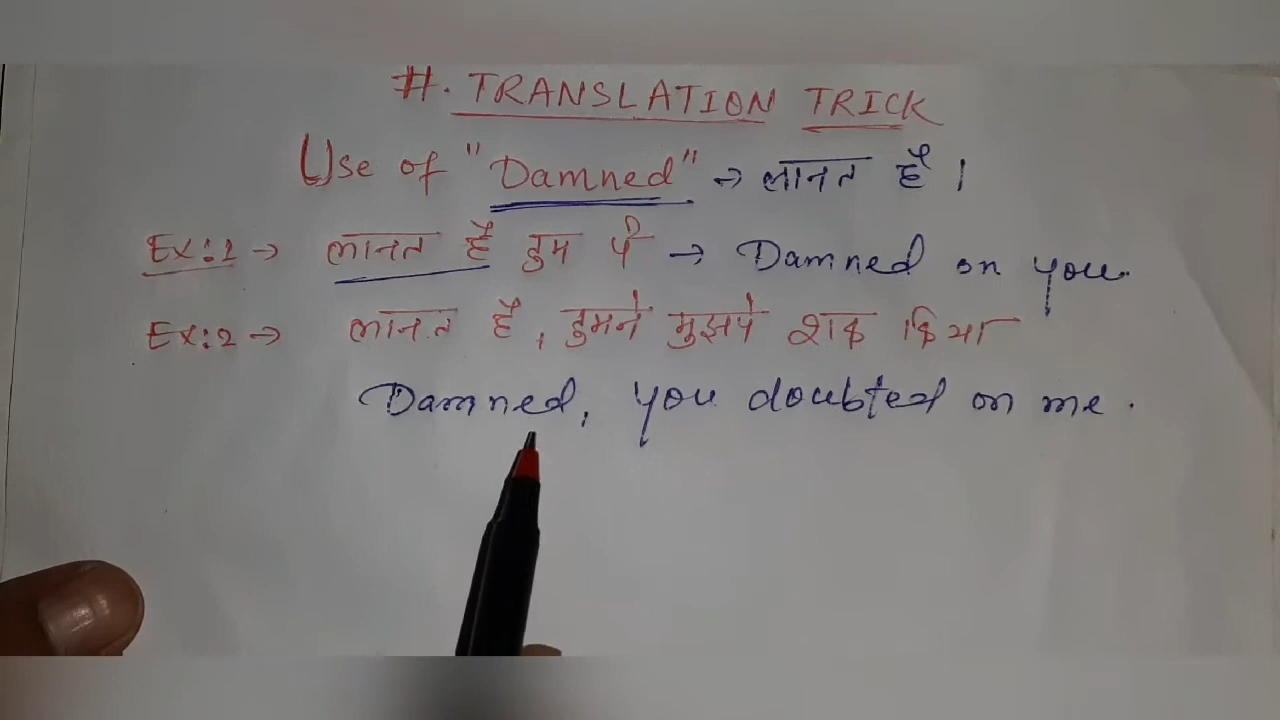 #. TRANSLATION TRICK
Use of "Damned" → लानत है।
Ex:1 → लानत है तुम पे → Damned on you.
Ex:2 → लानत है, तुमने मुझपे शक किया
Damned, you doubted on me.